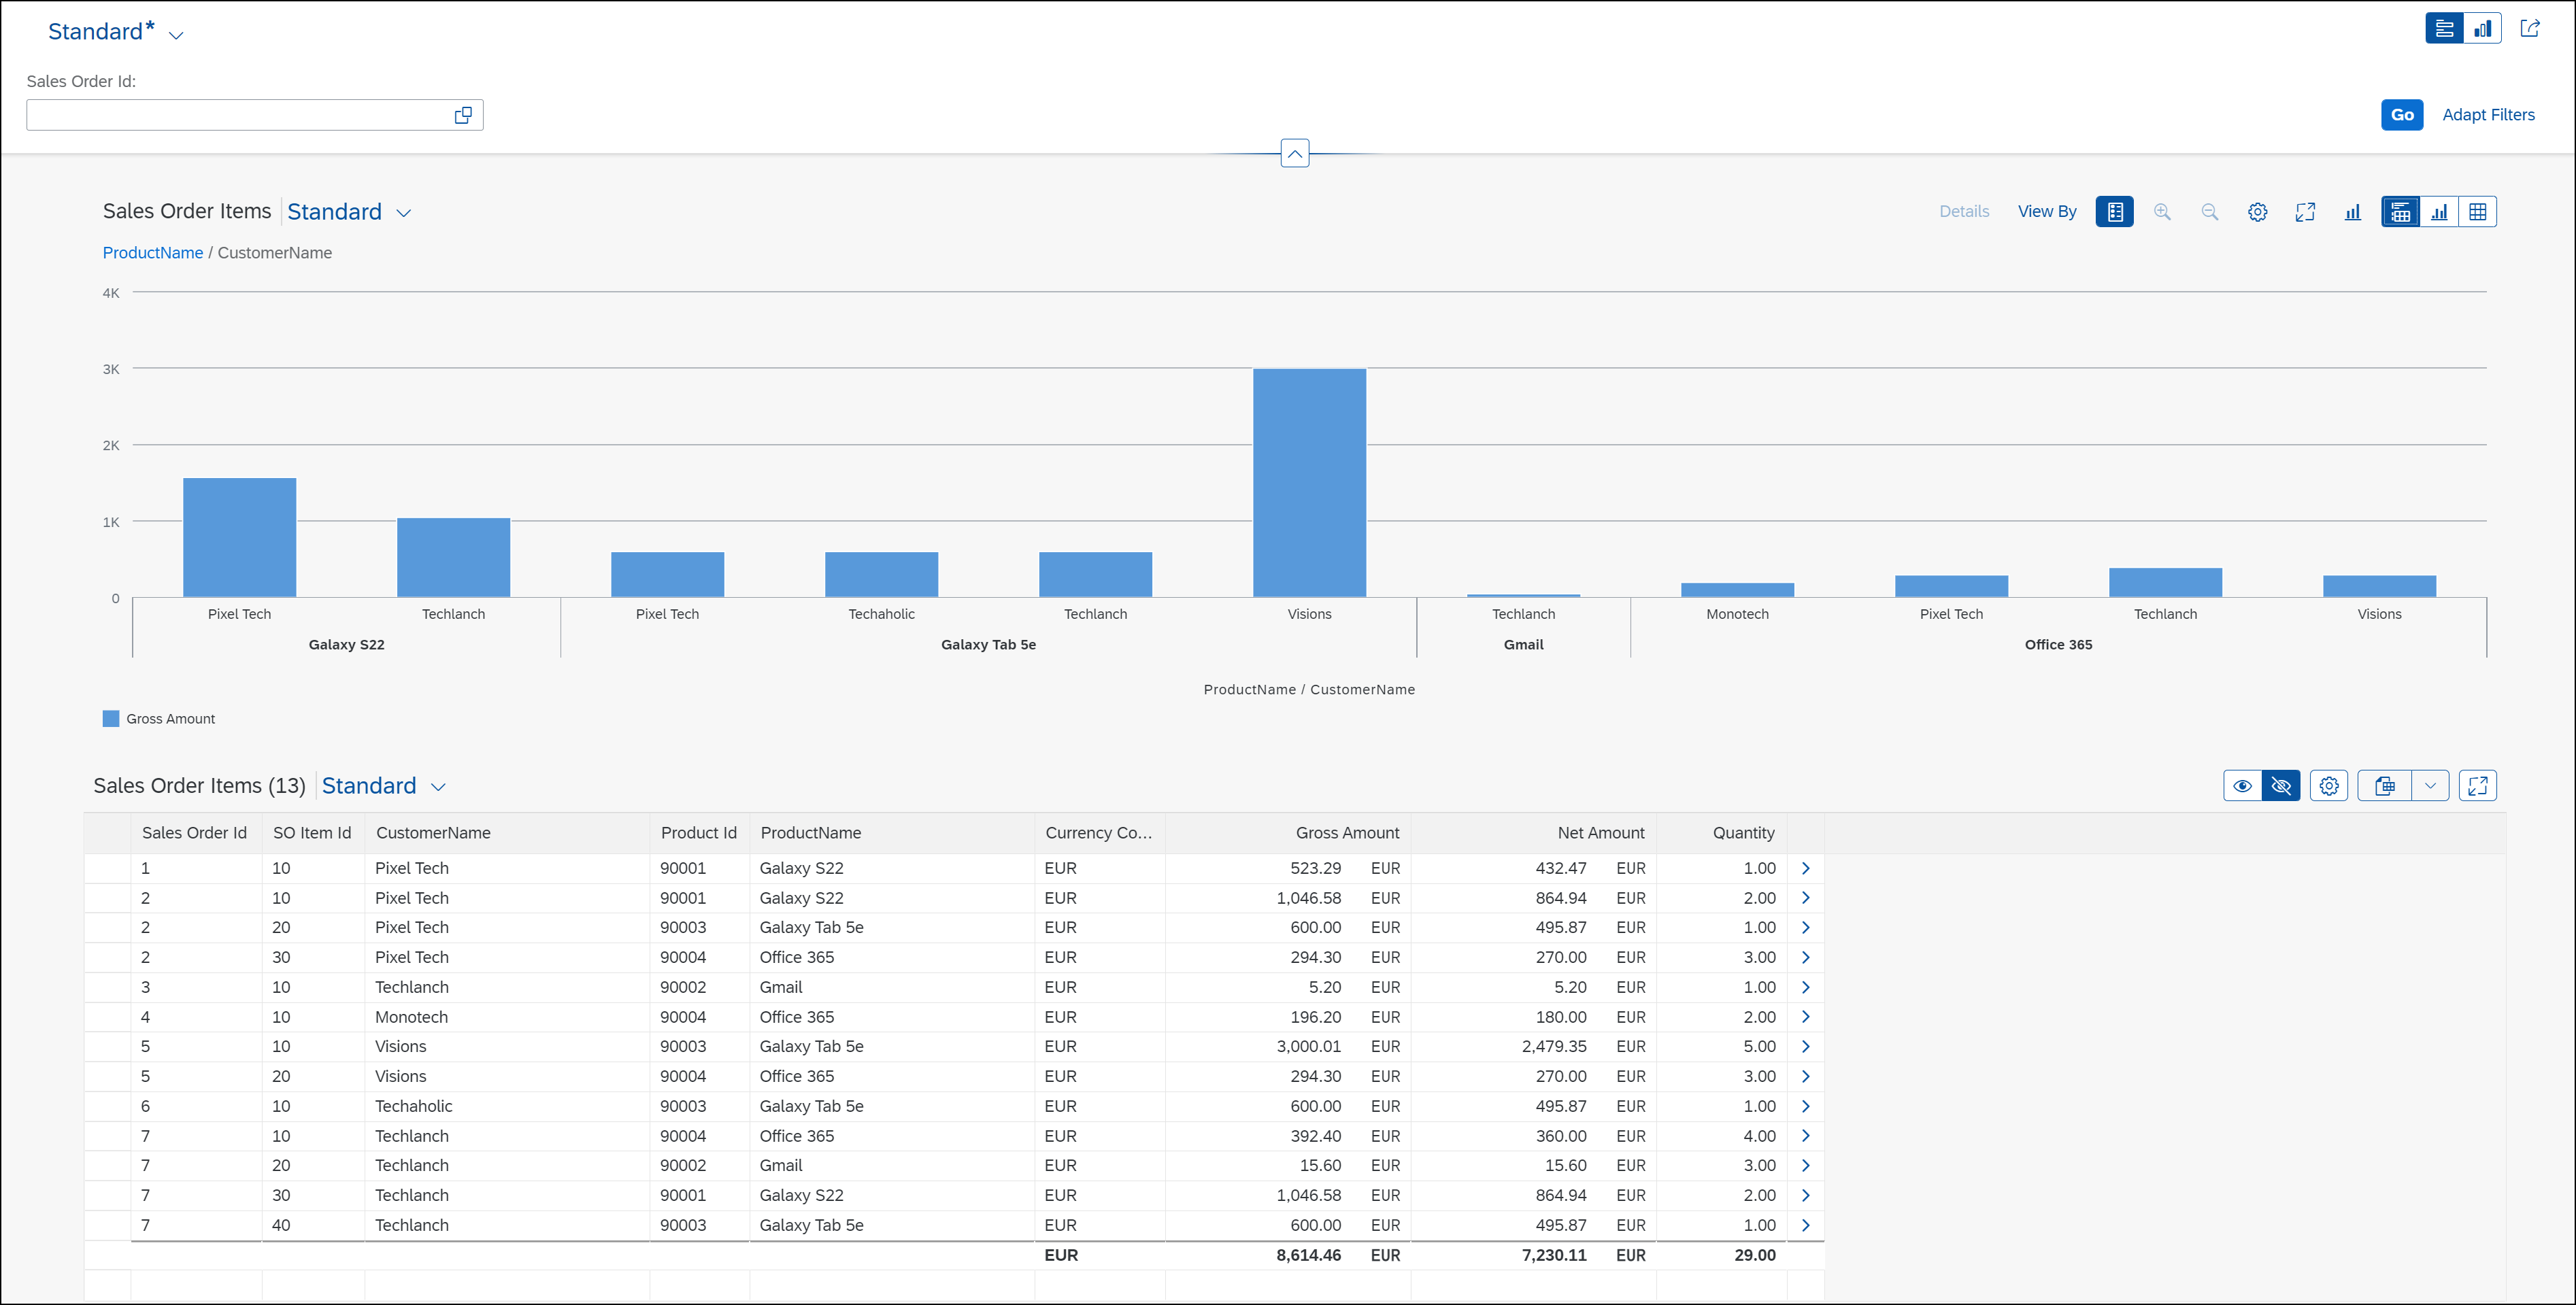 Standard*
Sales Order Id:
Go Adapt Filters
Sales Order Items Standard Details View By
ProductName / CustomerName
4K
3K
2K
1K
0
Pixel Tech Techlanch Pixel Tech Techaholic Techlanch Visions Techlanch Monotech Pixel Tech Techlanch Visions
Galaxy S22 Galaxy Tab 5e Gmail Office 365
ProductName / CustomerName
Gross Amount
Sales Order Items (13) Standard
Sales Order Id SO Item Id CustomerName Product Id ProductName Currency Co... Gross Amount Net Amount Quantity
1 10 Pixel Tech 90001 Galaxy S22 EUR 523.29 EUR 432.47 EUR 1.00
2 10 Pixel Tech 90001 Galaxy S22 EUR 1,046.58 EUR 864.94 EUR 2.00
2 20 Pixel Tech 90003 Galaxy Tab 5e EUR 600.00 EUR 495.87 EUR 1.00
2 30 Pixel Tech 90004 Office 365 EUR 294.30 EUR 270.00 EUR 3.00
3 10 Techlanch 90002 Gmail EUR 5.20 EUR 5.20 EUR 1.00
4 10 Monotech 90004 Office 365 EUR 196.20 EUR 180.00 EUR 2.00
5 10 Visions 90003 Galaxy Tab 5e EUR 3,000.01 EUR 2,479.35 EUR 5.00
5 20 Visions 90004 Office 365 EUR 294.30 EUR 270.00 EUR 3.00
6 10 Techaholic 90003 Galaxy Tab 5e EUR 600.00 EUR 495.87 EUR 1.00
7 10 Techlanch 90004 Office 365 EUR 392.40 EUR 360.00 EUR 4.00
7 20 Techlanch 90002 Gmail EUR 15.60 EUR 15.60 EUR 3.00
7 30 Techlanch 90001 Galaxy S22 EUR 1,046.58 EUR 864.94 EUR 2.00
7 40 Techlanch 90003 Galaxy Tab 5e EUR 600.00 EUR 495.87 EUR 1.00
EUR 8,614.46 EUR 7,230.11 EUR 29.00